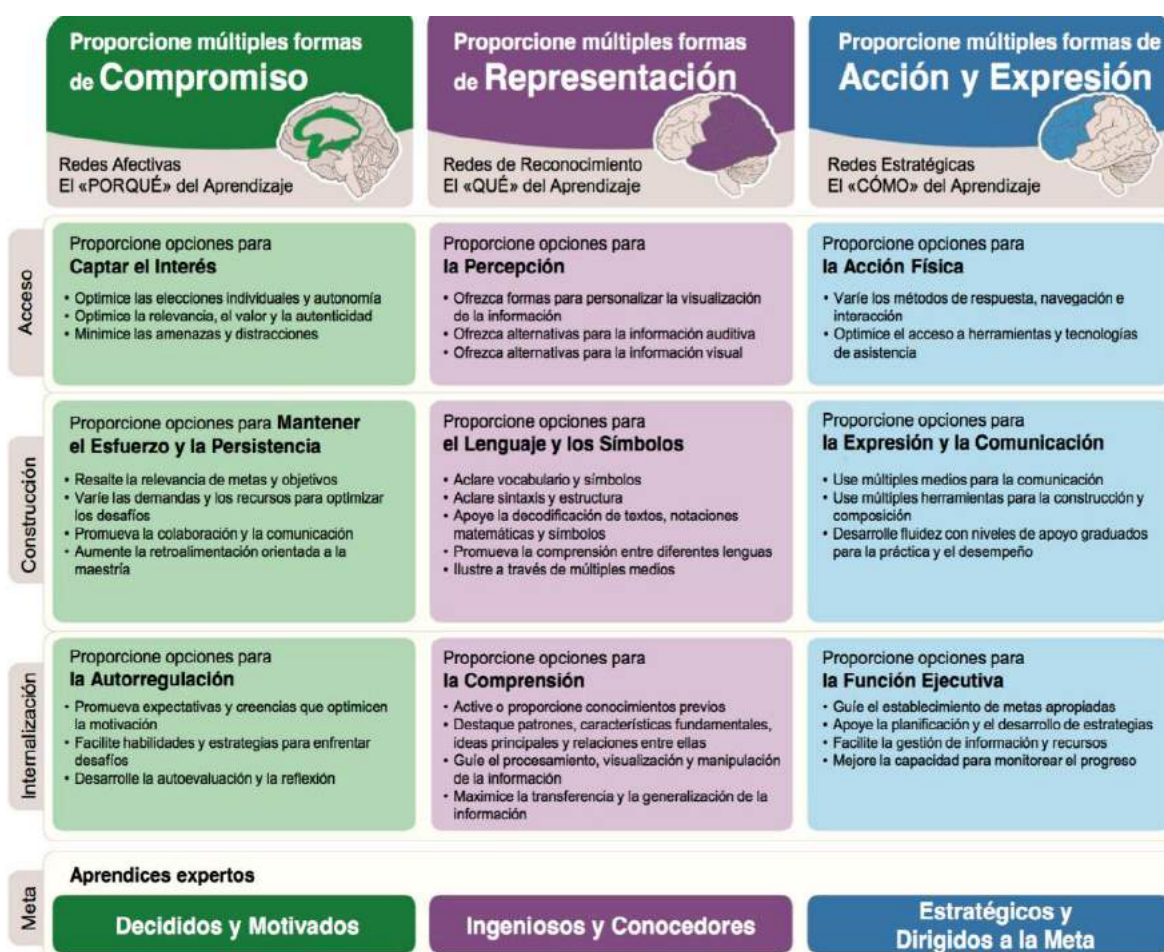 Proporcione múltiples formas
de Compromiso
Redes Afectivas
El «PORQUÉ» del Aprendizaje
Proporcione múltiples formas
de Representación
Redes de Reconocimiento
El «QUÉ» del Aprendizaje
Proporcione múltiples formas de
Acción y Expresión
Redes Estratégicas
El «CÓMO» del Aprendizaje
Acceso
Proporcione opciones para
Captar el Interés
• Optimice las elecciones individuales y autonomía
• Optimice la relevancia, el valor y la autenticidad
• Minimice las amenazas y distracciones
Proporcione opciones para
la Percepción
• Ofrezca formas para personalizar la visualización
de la información
• Ofrezca alternativas para la información auditiva
• Ofrezca alternativas para la información visual
Proporcione opciones para
la Acción Física
• Varíe los métodos de respuesta, navegación e
interacción
• Optimice el acceso a herramientas y tecnologías
de asistencia
Construcción
Proporcione opciones para Mantener
el Esfuerzo y la Persistencia
• Resalte la relevancia de metas y objetivos
• Varíe las demandas y los recursos para optimizar
los desafíos
• Promueva la colaboración y la comunicación
• Aumente la retroalimentación orientada a la
maestría
Proporcione opciones para
el Lenguaje y los Símbolos
• Aclare vocabulario y símbolos
• Aclare sintaxis y estructura
• Apoye la decodificación de textos, notaciones
matemáticas y símbolos
• Promueva la comprensión entre diferentes lenguas
• Ilustre a través de múltiples medios
Proporcione opciones para
la Expresión y la Comunicación
• Use múltiples medios para la comunicación
• Use múltiples herramientas para la construcción y
composición
• Desarrolle fluidez con niveles de apoyo graduados
para la práctica y el desempeño
Internalización
Proporcione opciones para
la Autorregulación
• Promueva expectativas y creencias que optimicen
la motivación
• Facilite habilidades y estrategias para enfrentar
desafíos
• Desarrolle la autoevaluación y la reflexión
Proporcione opciones para
la Comprensión
• Active o proporcione conocimientos previos
• Destaque patrones, características fundamentales,
ideas principales y relaciones entre ellas
• Guíe el procesamiento, visualización y manipulación
de la información
• Maximice la transferencia y la generalización de la
información
Proporcione opciones para
la Función Ejecutiva
• Guíe el establecimiento de metas apropiadas
• Apoye la planificación y el desarrollo de estrategias
• Facilite la gestión de información y recursos
• Mejore la capacidad para monitorear el progreso
Meta
Aprendices expertos
Decididos y Motivados
Ingeniosos y Conocedores
Estratégicos y
Dirigidos a la Meta